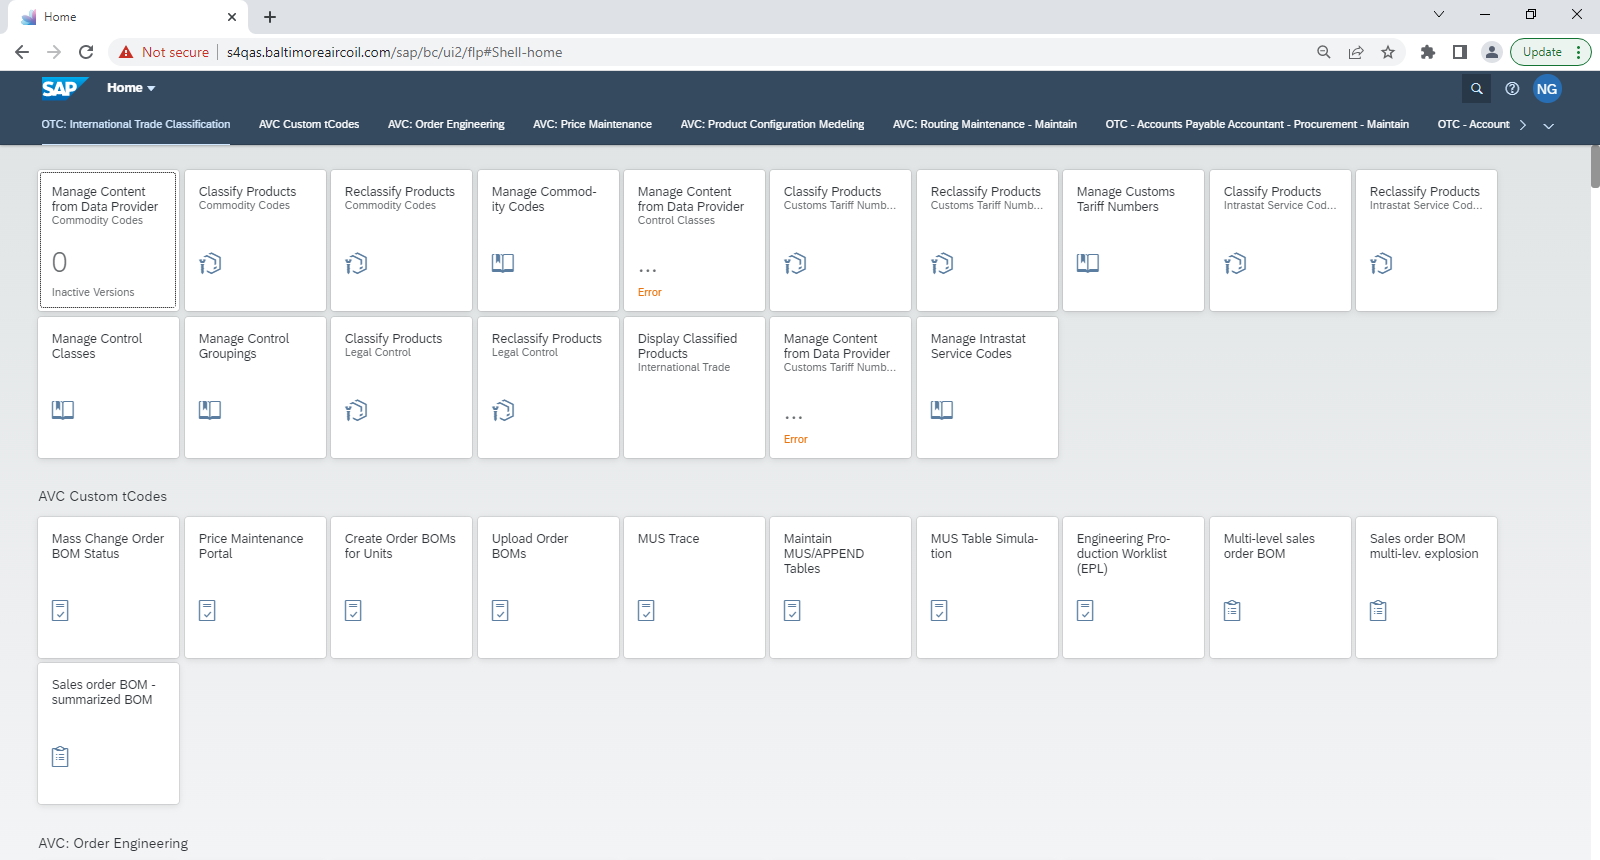 Home
Not secure
s4qas.baltimoreaircoil.com/sap/bc/ui2/flp#Shell-home
Update
SAP
Home
NG
OTC: International Trade Classification
AVC Custom tCodes
AVC: Order Engineering
AVC: Price Maintenance
AVC: Product Configuration Medeling
AVC: Routing Maintenance - Maintain
OTC - Accounts Payable Accountant - Procurement - Maintain
OTC - Account
Manage Content
from Data Provider
Commodity Codes
0
Inactive Versions
Classify Products
Commodity Codes
Reclassify Products
Commodity Codes
Manage Commod-
ity Codes
Manage Content
from Data Provider
Control Classes
...
Error
Classify Products
Customs Tariff Numb...
Reclassify Products
Customs Tariff Numb...
Manage Customs
Tariff Numbers
Classify Products
Intrastat Service Cod...
Reclassify Products
Intrastat Service Cod...
Manage Control
Classes
Manage Control
Groupings
Classify Products
Legal Control
Reclassify Products
Legal Control
Display Classified
Products
International Trade
Manage Content
from Data Provider
Customs Tariff Numb...
...
Error
Manage Intrastat
Service Codes
AVC Custom tCodes
Mass Change Order
BOM Status
Price Maintenance
Portal
Create Order BOMs
for Units
Upload Order
BOMs
MUS Trace
Maintain
MUS/APPEND
Tables
MUS Table Simula-
tion
Engineering Pro-
duction Worklist
(EPL)
Multi-level sales
order BOM
Sales order BOM
multi-lev. explosion
Sales order BOM -
summarized BOM
AVC: Order Engineering